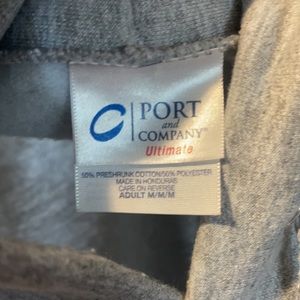 PORT
and
COMPANY®
Ultimate
50% PRESHRUNK COTTON/50% POLYESTER
MADE IN HONDURAS
CARE ON REVERSE
ADULT M/M/M